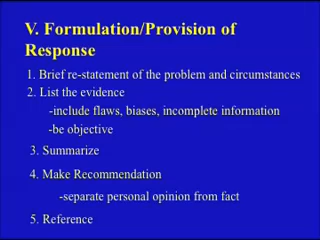 V. Formulation/Provision of
Response
1. Brief re-statement of the problem and circumstances
2. List the evidence
-include flaws, biases, incomplete information
-be objective
3. Summarize
4. Make Recommendation
-separate personal opinion from fact
5. Reference